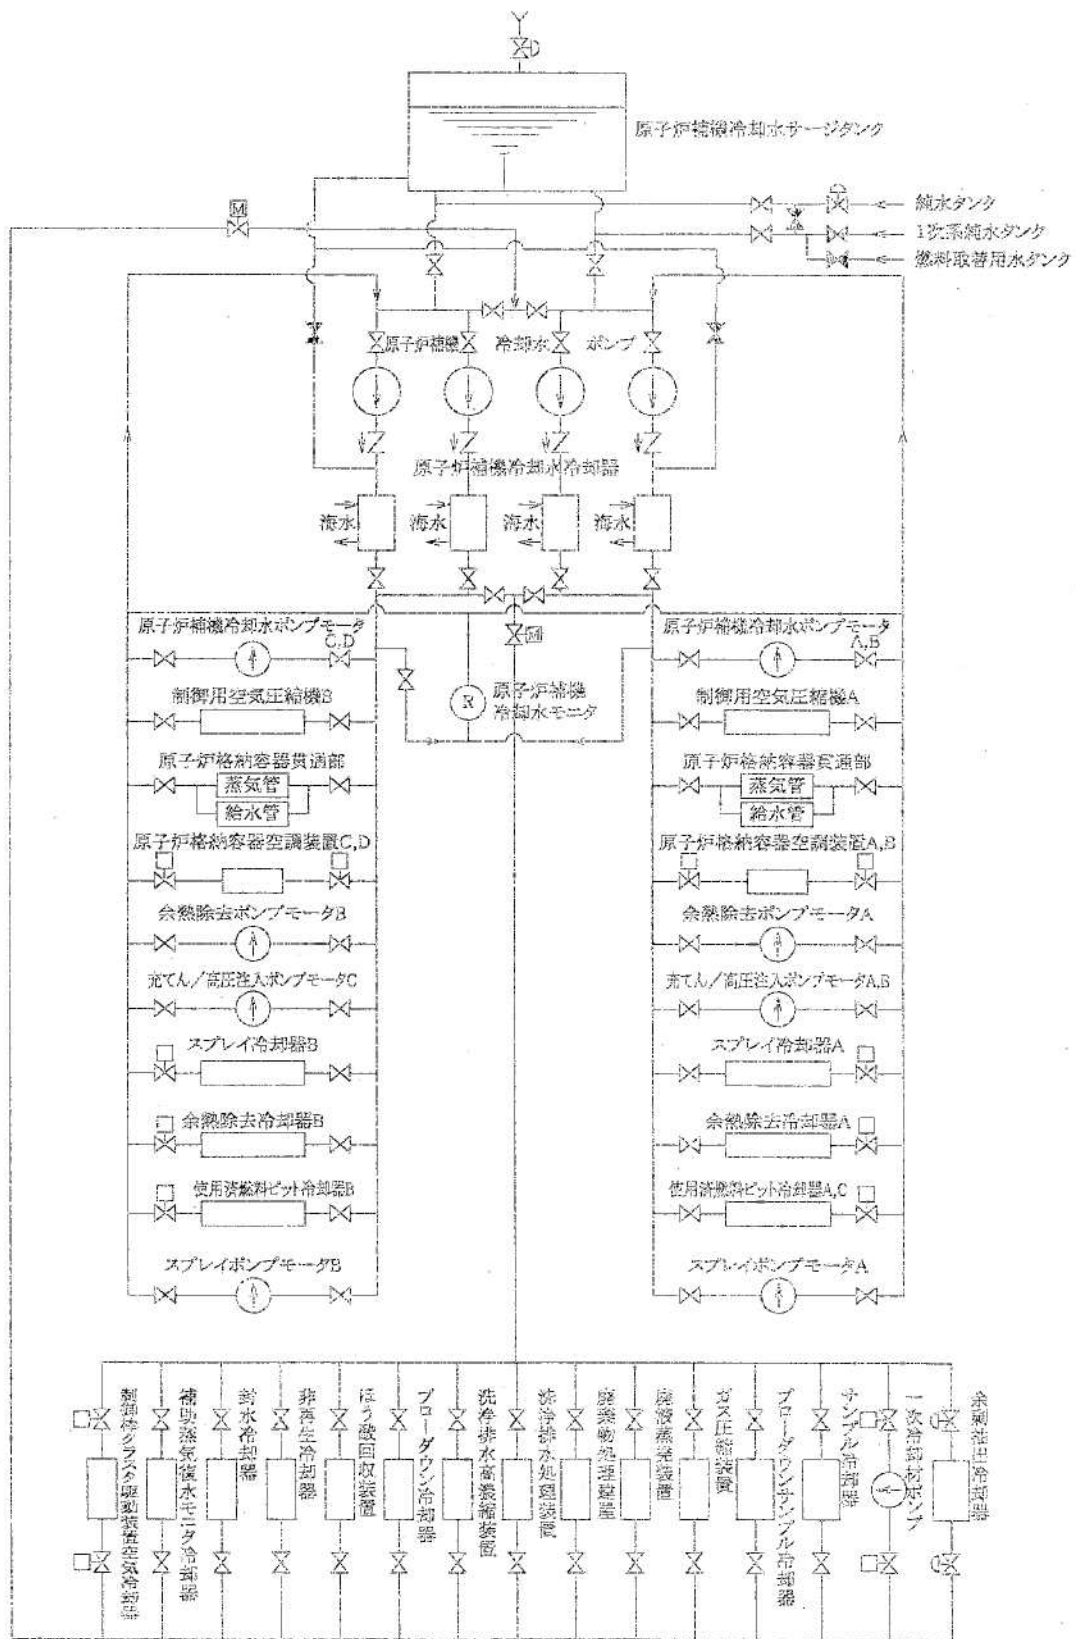 原子炉補機冷却水サージタンク
M
純水タンク
1次系純水タンク
燃料取替用水タンク
原子炉補機
冷却水
ポンプ
原子炉補機冷却水冷却器
海水
海水
海水
海水
原子炉補機冷却水ポンプモータ
C,D
M
原子炉補機冷却水ポンプモータ
A,B
制御用空気圧縮機B
R
原子炉補機
冷却水モニタ
制御用空気圧縮機A
原子炉格納容器貫通部
蒸気管
給水管
原子炉格納容器貫通部
蒸気管
給水管
原子炉格納容器空調装置C,D
原子炉格納容器空調装置A,B
余熱除去ポンプモータB
余熱除去ポンプモータA
充てん/高圧注入ポンプモータC
充てん/高圧注入ポンプモータA,B
スプレイ冷却器B
スプレイ冷却器A
余熱除去冷却器B
余熱除去冷却器A
使用済燃料ピット冷却器B
使用済燃料ピット冷却器A,C
スプレイポンプモータB
スプレイポンプモータA
制御棒クラスタ駆動装置空気冷却器
補助蒸気復水モニタ冷却器
封水冷却器
非再生冷却器
ほう酸回収装置
ブローダウン冷却器
洗浄排水高濃縮装置
洗浄排水処理装置
廃棄物処理建屋
廃液蒸発装置
ガス圧縮装置
ブローダウンサンプル冷却器
サンプル冷却器
一次冷却材ポンプ
余剰抽出冷却器